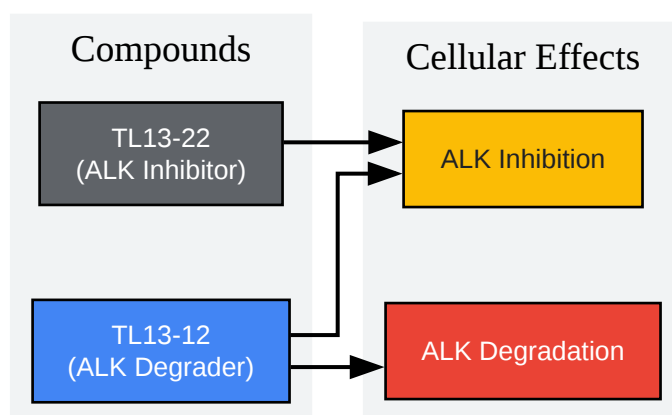 Compounds
TL13-22
(ALK Inhibitor)
TL13-12
(ALK Degrader)
Cellular Effects
ALK Inhibition
ALK Degradation